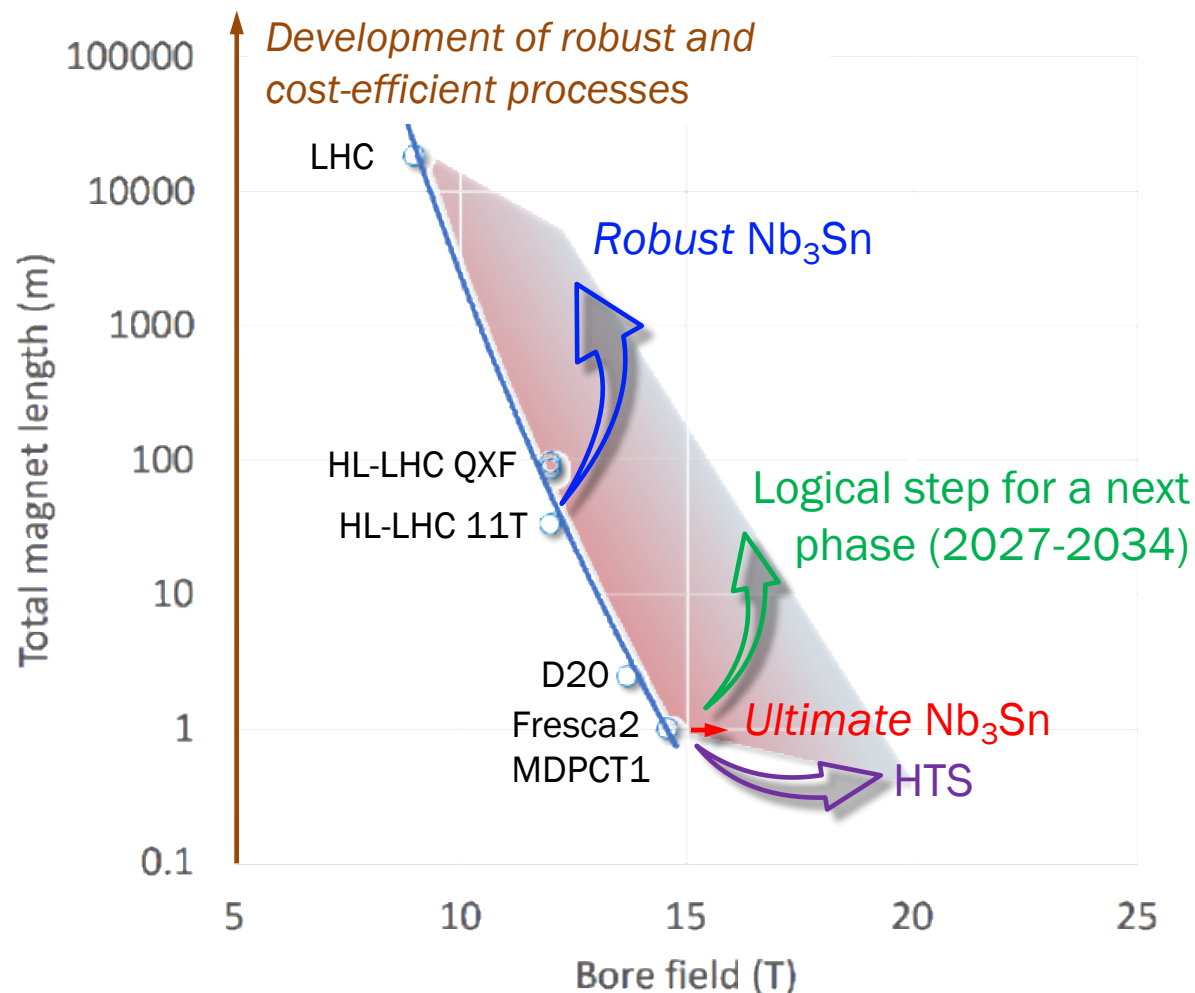 Development of robust and
cost-efficient processes
100000
10000
1000
100
10
1
0.1
Total magnet length (m)
LHC
Robust Nb₃Sn
HL-LHC QXF
HL-LHC 11T
Logical step for a next
phase (2027-2034)
D20
Fresca2
MDPCT1
Ultimate Nb₃Sn
HTS
5 10 15 20 25
Bore field (T)